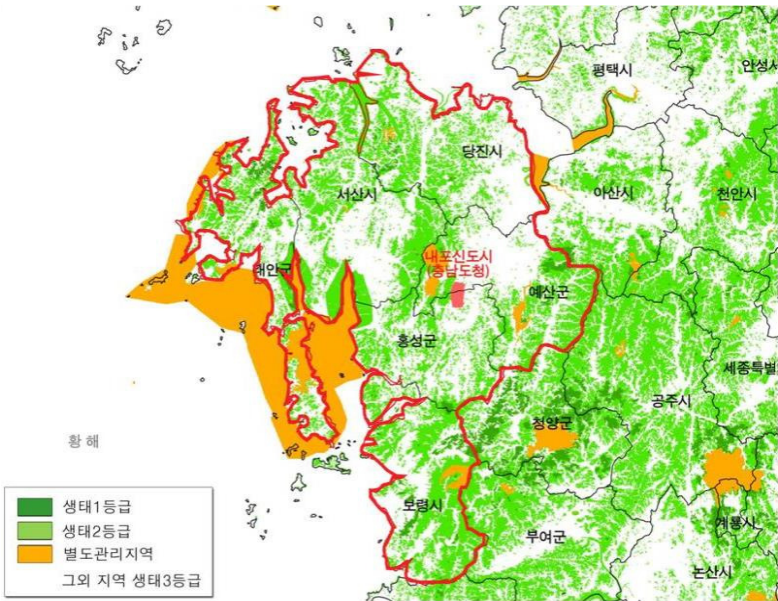 평택시
안성시
당진시
서산시
아산시
천안시
태안군
내포신도시
(충남도청)
예산군
홍성군
세종특별
공주시
청양군
황 해
보령시
부여군
계룡시
논산시
생태1등급
생태2등급
별도관리지역
그외 지역 생태3등급